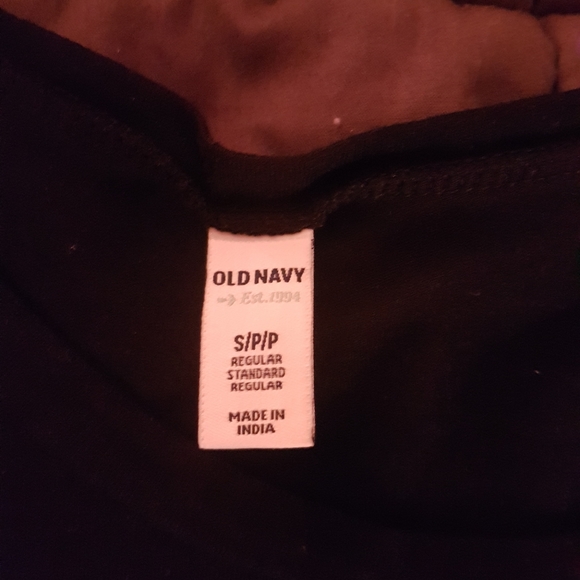 OLD NAVY
Est. 1994
S/P/P
REGULAR
STANDARD
REGULAR
MADE IN
INDIA